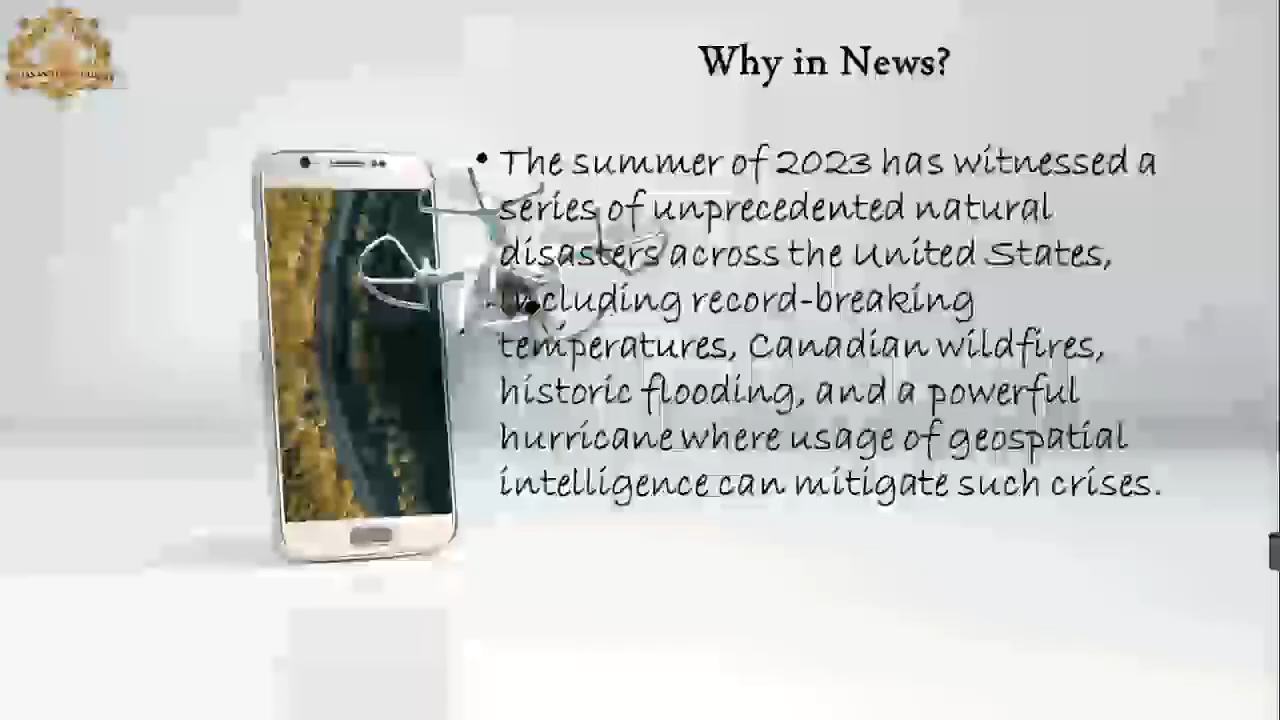 Why in News?
• The summer of 2023 has witnessed a
series of unprecedented natural
disasters across the United States,
including record-breaking
temperatures, Canadian wildfires,
historic flooding, and a powerful
hurricane where usage of geospatial
intelligence can mitigate such crises.